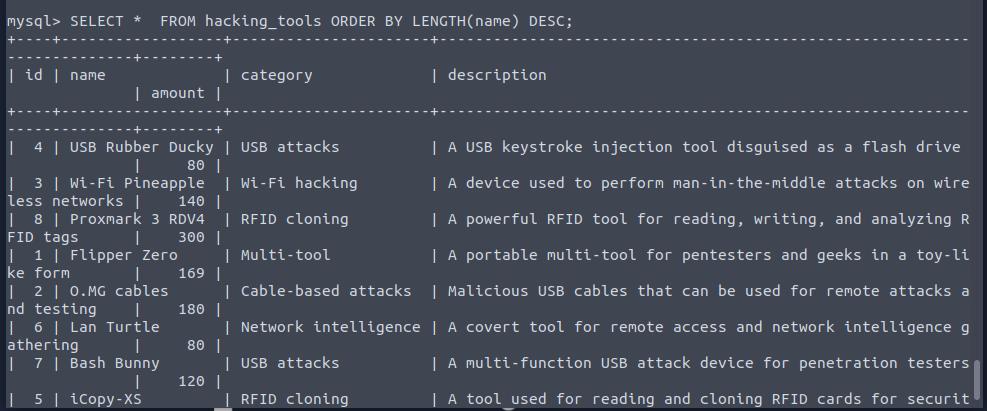 mysql> SELECT *  FROM hacking_tools ORDER BY LENGTH(name) DESC;
+----+------------------+--------------------+-----------------------------------------------------------
--------------+--------+
| id | name             | category           | description
              | amount |
+----+------------------+--------------------+-----------------------------------------------------------
--------------+--------+
|  4 | USB Rubber Ducky | USB attacks          | A USB keystroke injection tool disguised as a flash drive
              |     80 |
|  3 | Wi-Fi Pineapple  | Wi-Fi hacking        | A device used to perform man-in-the-middle attacks on wire
less networks |    140 |
|  8 | Proxmark 3 RDV4  | RFID cloning         | A powerful RFID tool for reading, writing, and analyzing R
FID tags      |    300 |
|  1 | Flipper Zero     | Multi-tool           | A portable multi-tool for pentesters and geeks in a toy-li
ke form       |    169 |
|  2 | O.MG cables      | Cable-based attacks  | Malicious USB cables that can be used for remote attacks a
nd testing    |    180 |
|  6 | Lan Turtle       | Network intelligence | A covert tool for remote access and network intelligence g
athering      |     80 |
|  7 | Bash Bunny       | USB attacks          | A multi-function USB attack device for penetration testers
              |    120 |
|  5 | iCopy-XS         | RFID cloning         | A tool used for reading and cloning RFID cards for securit